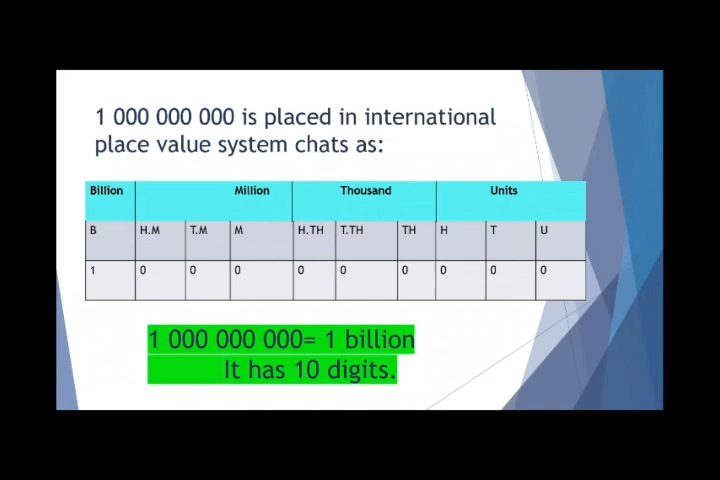 1 000 000 000 is placed in international
place value system chats as:
Billion Million Thousand Units
B H.M T.M M H.TH T.TH TH H T U
1 0 0 0 0 0 0 0 0 0
1 000 000 000= 1 billion
It has 10 digits.